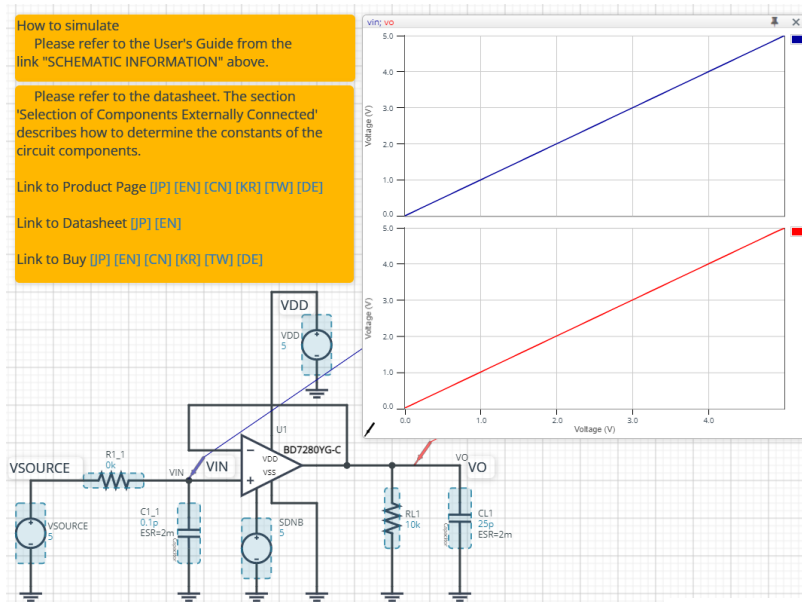 How to simulate
Please refer to the User's Guide from the
link "SCHEMATIC INFORMATION" above.
Please refer to the datasheet. The section
'Selection of Components Externally Connected'
describes how to determine the constants of the
circuit components.
Link to Product Page [JP] [EN] [CN] [KR] [TW] [DE]
Link to Datasheet [JP] [EN]
Link to Buy [JP] [EN] [CN] [KR] [TW] [DE]
vin; vo
5.0
4.0
3.0
2.0
1.0
0.0
Voltage (V)
5.0
4.0
3.0
2.0
1.0
0.0
Voltage (V)
0.0 1.0 2.0 3.0 4.0
Voltage (V)
VDD
VDD
5
U1
BD7280YG-C
VDD
VSS
VSOURCE
R1_1
0k
VIN
VIN
VO
VO
VSOURCE
5
C1_1
0.1p
ESR=2m
Capacitor
SDNB
5
RL1
10k
CL1
25p
ESR=2m
Capacitor